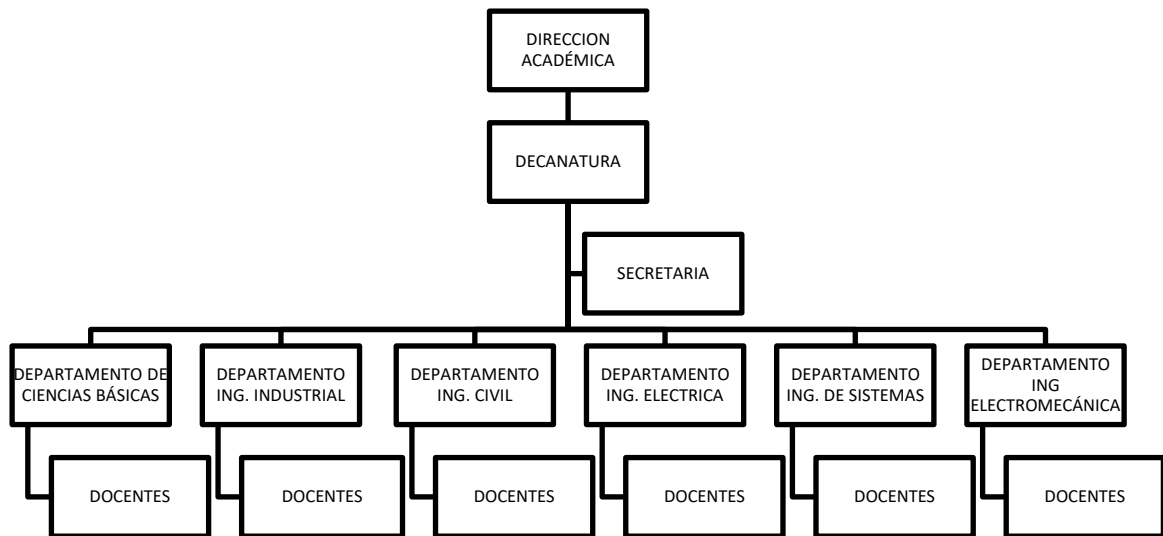 DIRECCION
ACADÉMICA
DECANATURA
SECRETARIA
DEPARTAMENTO DE
CIENCIAS BÁSICAS
DEPARTAMENTO
ING. INDUSTRIAL
DEPARTAMENTO
ING. CIVIL
DEPARTAMENTO
ING. ELECTRICA
DEPARTAMENTO
ING. DE SISTEMAS
DEPARTAMENTO
ING
ELECTROMECÁNICA
DOCENTES
DOCENTES
DOCENTES
DOCENTES
DOCENTES
DOCENTES